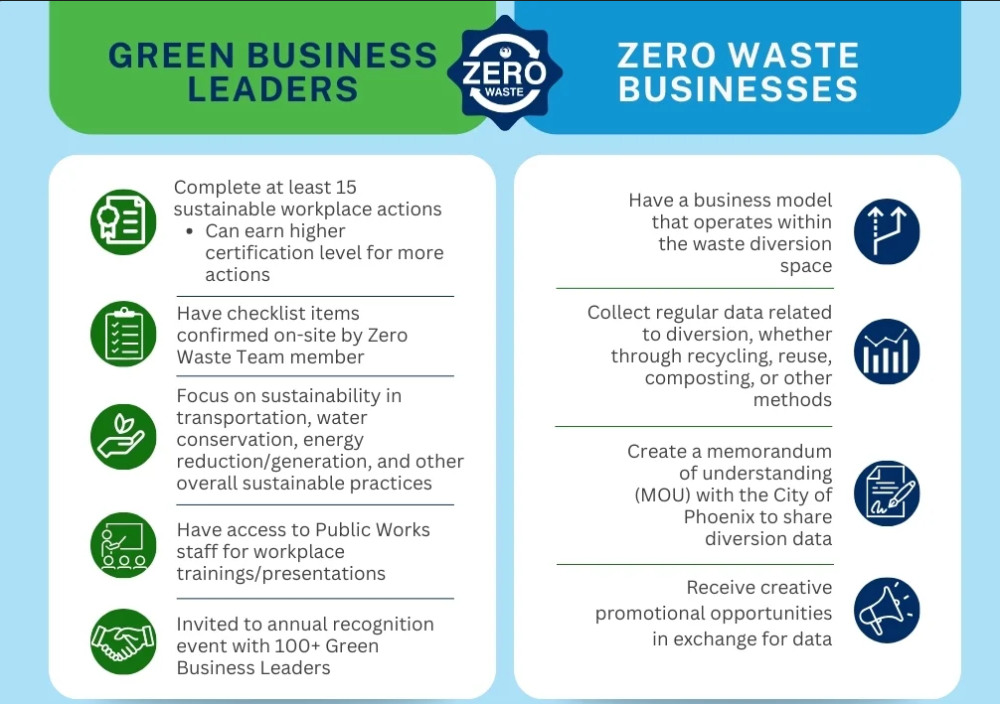 GREEN BUSINESS
LEADERS
ZERO
WASTE
ZERO WASTE
BUSINESSES
Complete at least 15
sustainable workplace actions
• Can earn higher
certification level for more
actions
Have checklist items
confirmed on-site by Zero
Waste Team member
Focus on sustainability in
transportation, water
conservation, energy
reduction/generation, and other
overall sustainable practices
Have access to Public Works
staff for workplace
trainings/presentations
Invited to annual recognition
event with 100+ Green
Business Leaders
Have a business model
that operates within
the waste diversion
space
Collect regular data related
to diversion, whether
through recycling, reuse,
composting, or other
methods
Create a memorandum
of understanding
(MOU) with the City of
Phoenix to share
diversion data
Receive creative
promotional opportunities
in exchange for data